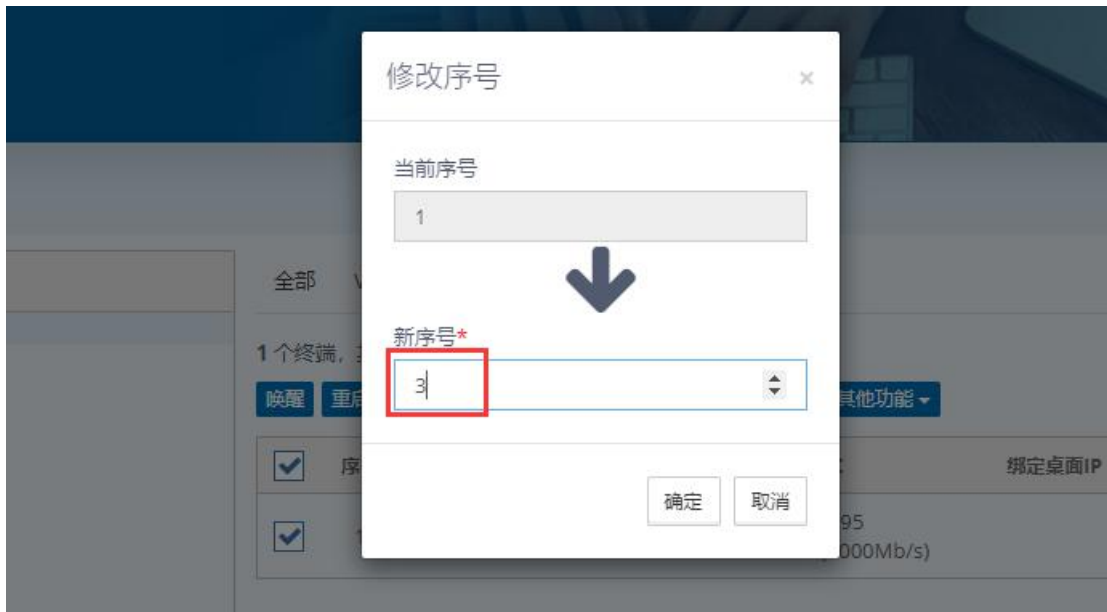 修改序号 ×
当前序号
1
全部
新序号*
1个终端,
3
唤醒 重启 其他功能
序 绑定桌面IP
1 95
000Mb/s)
确定 取消